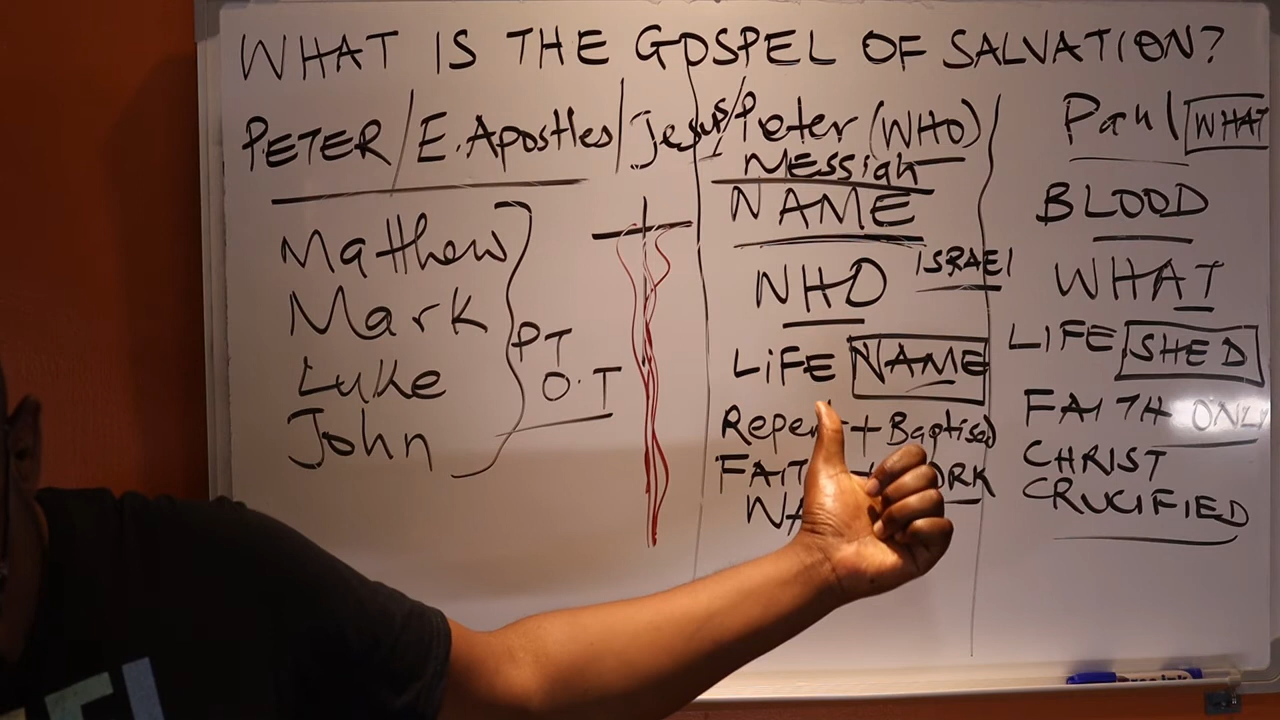 WHAT IS THE GOSPEL OF SALVATION?
PETER/E.Apostles/Jesus/
Matthew
Mark
Luke
John
PT
O.T
Peter (WHO)
MESSiah
NAME
WHO
ISRAEL
LiFE NAME
+ Baptised
Paul WHAT
BLOOD
WHAT
LIFE SHED
FAITH ONLY
CHRIST
CRUCIFIED